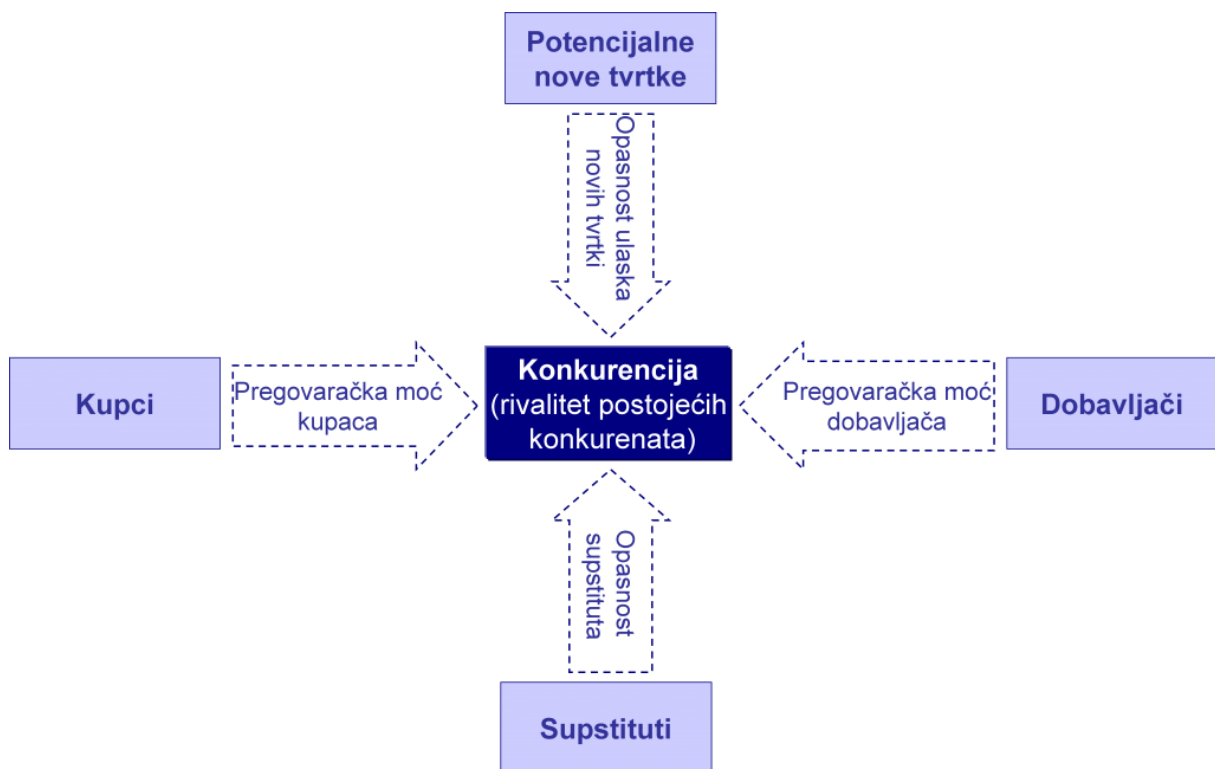 Potencijalne
nove tvrtke
Opasnost ulaska
novih tvrtki
Kupci
Pregovaračka moć
kupaca
Konkurencija
(rivalitet postojećih
konkurenata)
Pregovaračka moć
dobavljača
Dobavljači
Opasnost
supstituta
Supstituti